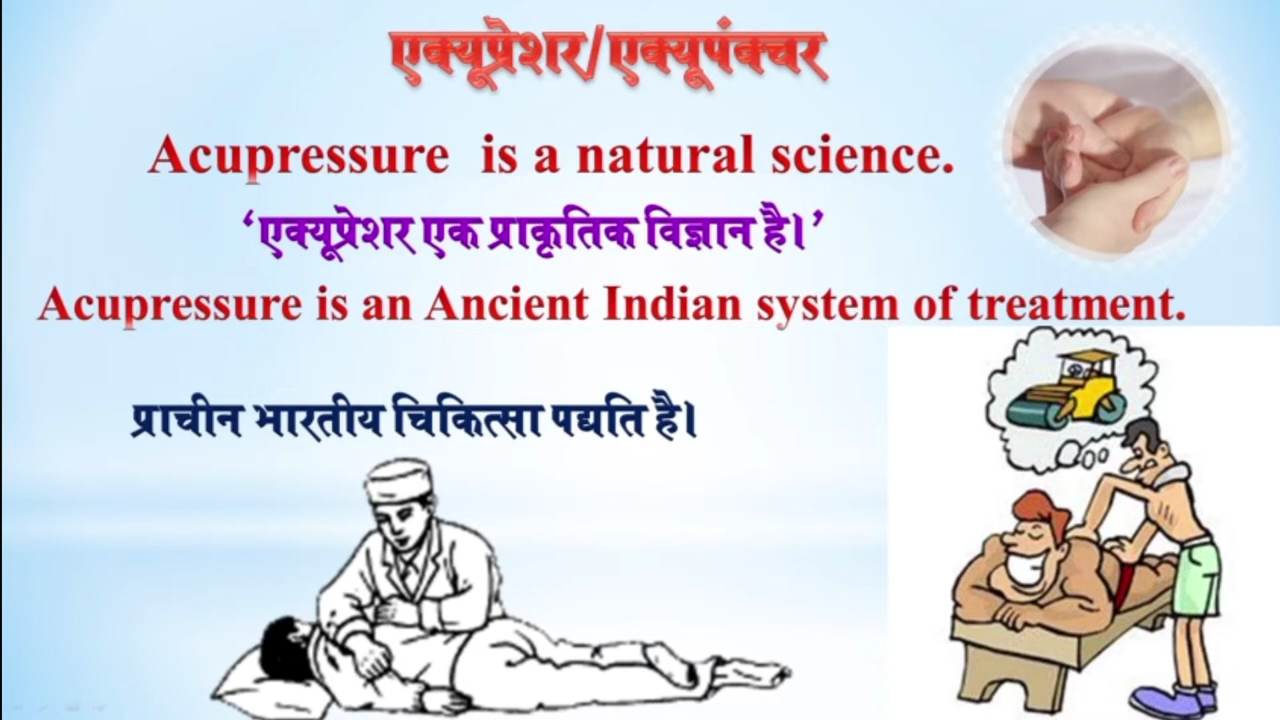 एक्यूप्रेशर/एक्यूपंक्चर
Acupressure is a natural science.
‘एक्यूप्रेशर एक प्राकृतिक विज्ञान है।’
Acupressure is an Ancient Indian system of treatment.
प्राचीन भारतीय चिकित्सा पद्यति है।